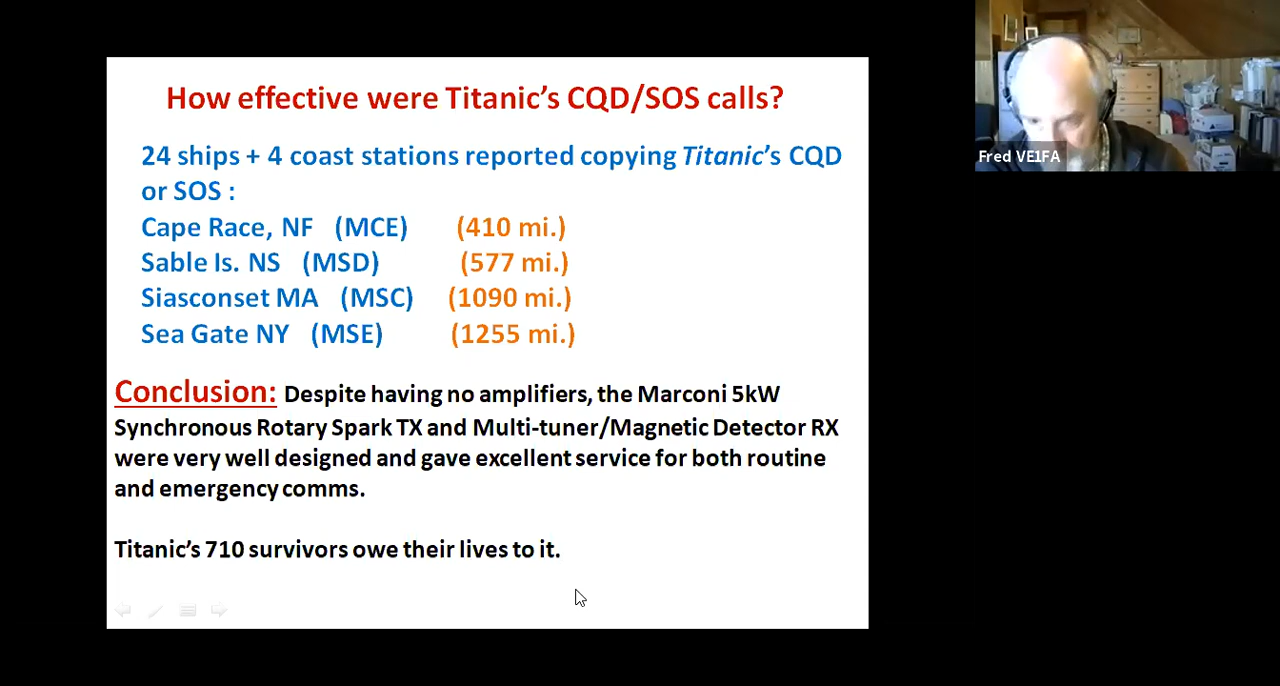 How effective were Titanic's CQD/SOS calls?
24 ships + 4 coast stations reported copying Titanic's CQD
or SOS :
Cape Race, NF (MCE) (410 mi.)
Sable Is. NS (MSD) (577 mi.)
Siasconset MA (MSC) (1090 mi.)
Sea Gate NY (MSE) (1255 mi.)
Conclusion: Despite having no amplifiers, the Marconi 5kW
Synchronous Rotary Spark TX and Multi-tuner/Magnetic Detector RX
were very well designed and gave excellent service for both routine
and emergency comms.
Titanic's 710 survivors owe their lives to it.
Fred VE1FA